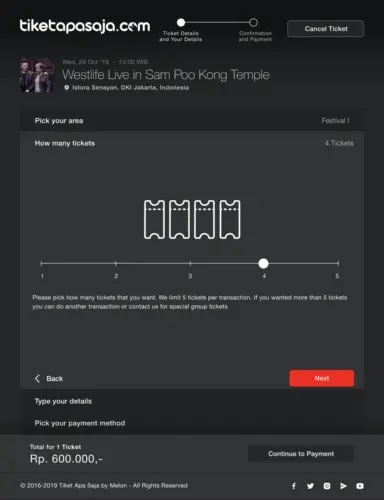 tiketapasaja.com
Ticket Details
and Your Details
Confirmation
and Payment
Cancel Ticket
Wed, 29 Oct '19 • 13:00 WIB
Westlife Live in Sam Poo Kong Temple
Istora Senayan, DKI Jakarta, Indonesia
Pick your area
Festival I
How many tickets
4 Tickets
1 2 3 4 5
Please pick how many tickets that you want. We limit 5 tickets per transaction. If you wanted more than 5 tickets
you can do another transaction or contact us for special group tickets
Back
Next
Type your details
Pick your payment method
Total for 1 Ticket
Rp. 600.000,-
Continue to Payment
© 2016-2019 Tiket Apa Saja by Melon - All Rights Reserved